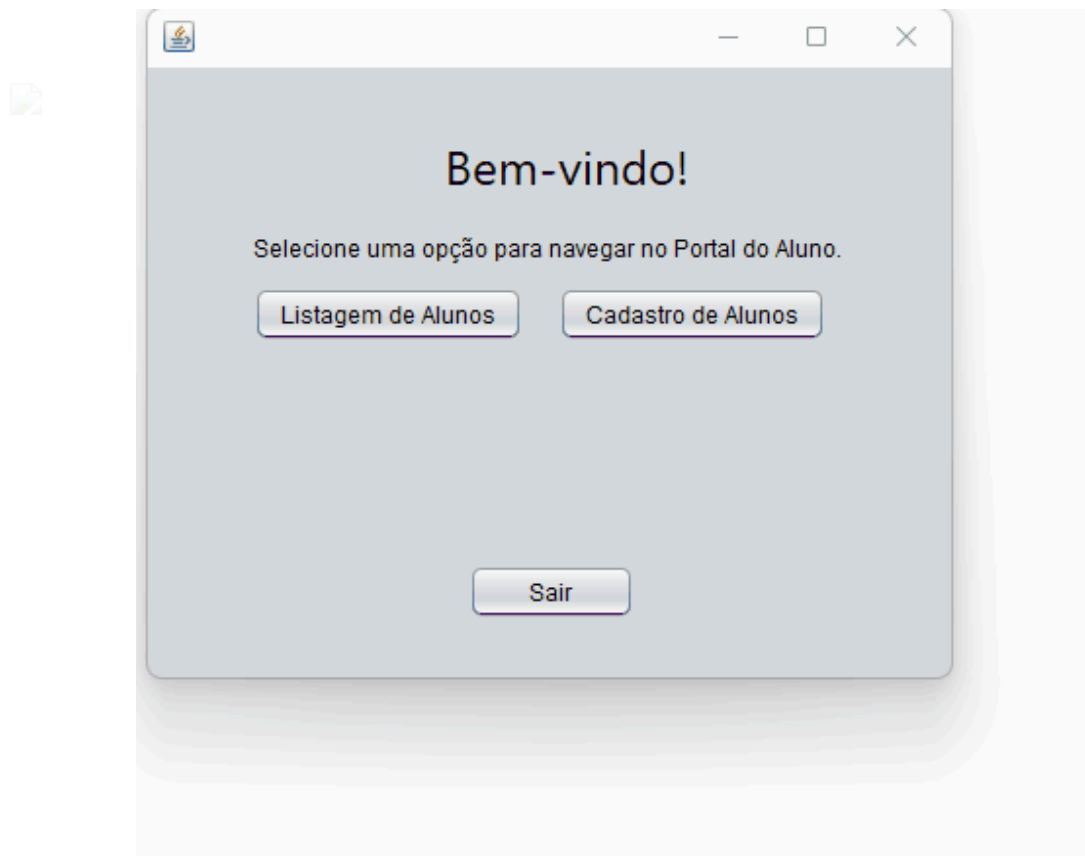 Bem-vindo!
Selecione uma opção para navegar no Portal do Aluno.
Listagem de Alunos
Cadastro de Alunos
Sair